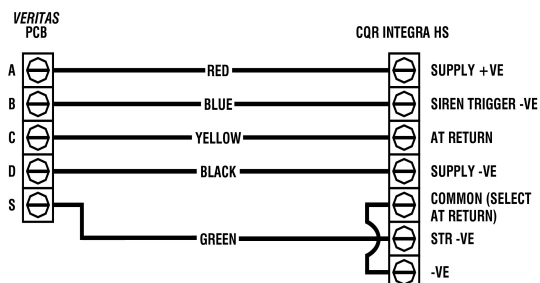 VERITAS
PCB
CQR INTEGRA HS
A
RED
SUPPLY +VE
B
BLUE
SIREN TRIGGER -VE
C
YELLOW
AT RETURN
D
BLACK
SUPPLY -VE
S
COMMON (SELECT
AT RETURN)
GREEN
STR -VE
-VE